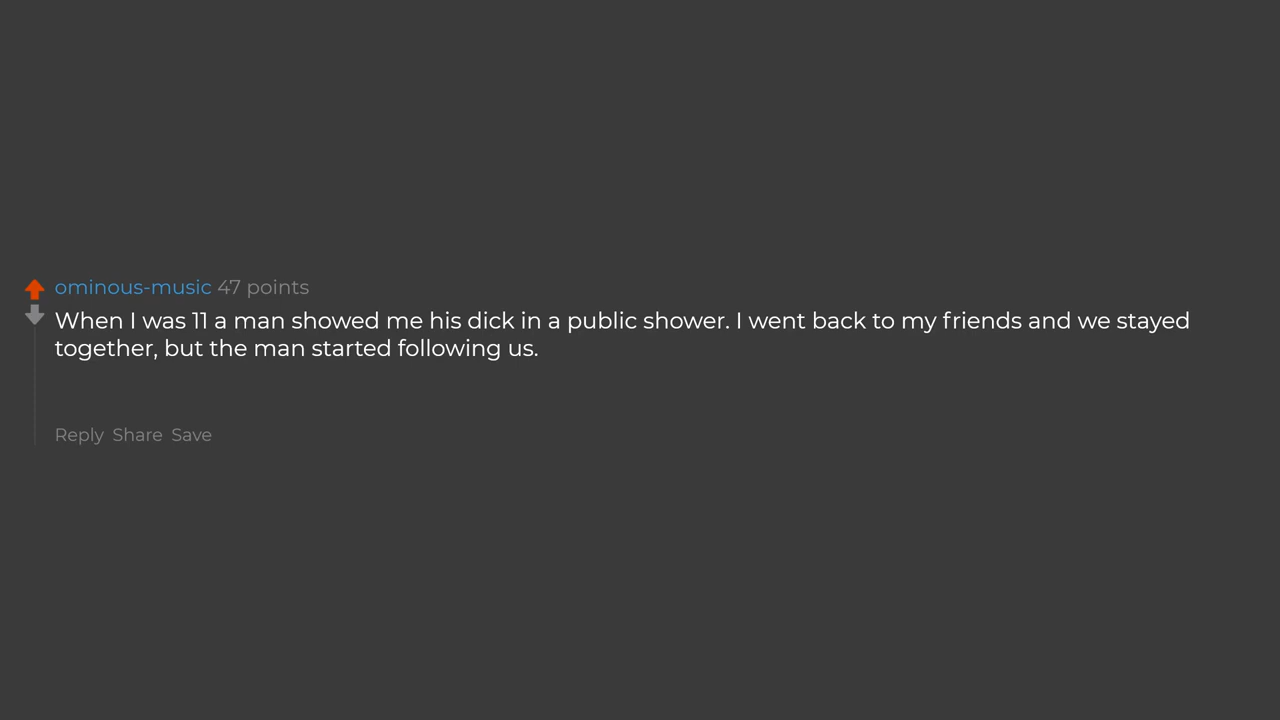 ominous-music 47 points
When I was 11 a man showed me his dick in a public shower. I went back to my friends and we stayed
together, but the man started following us.
Reply Share Save